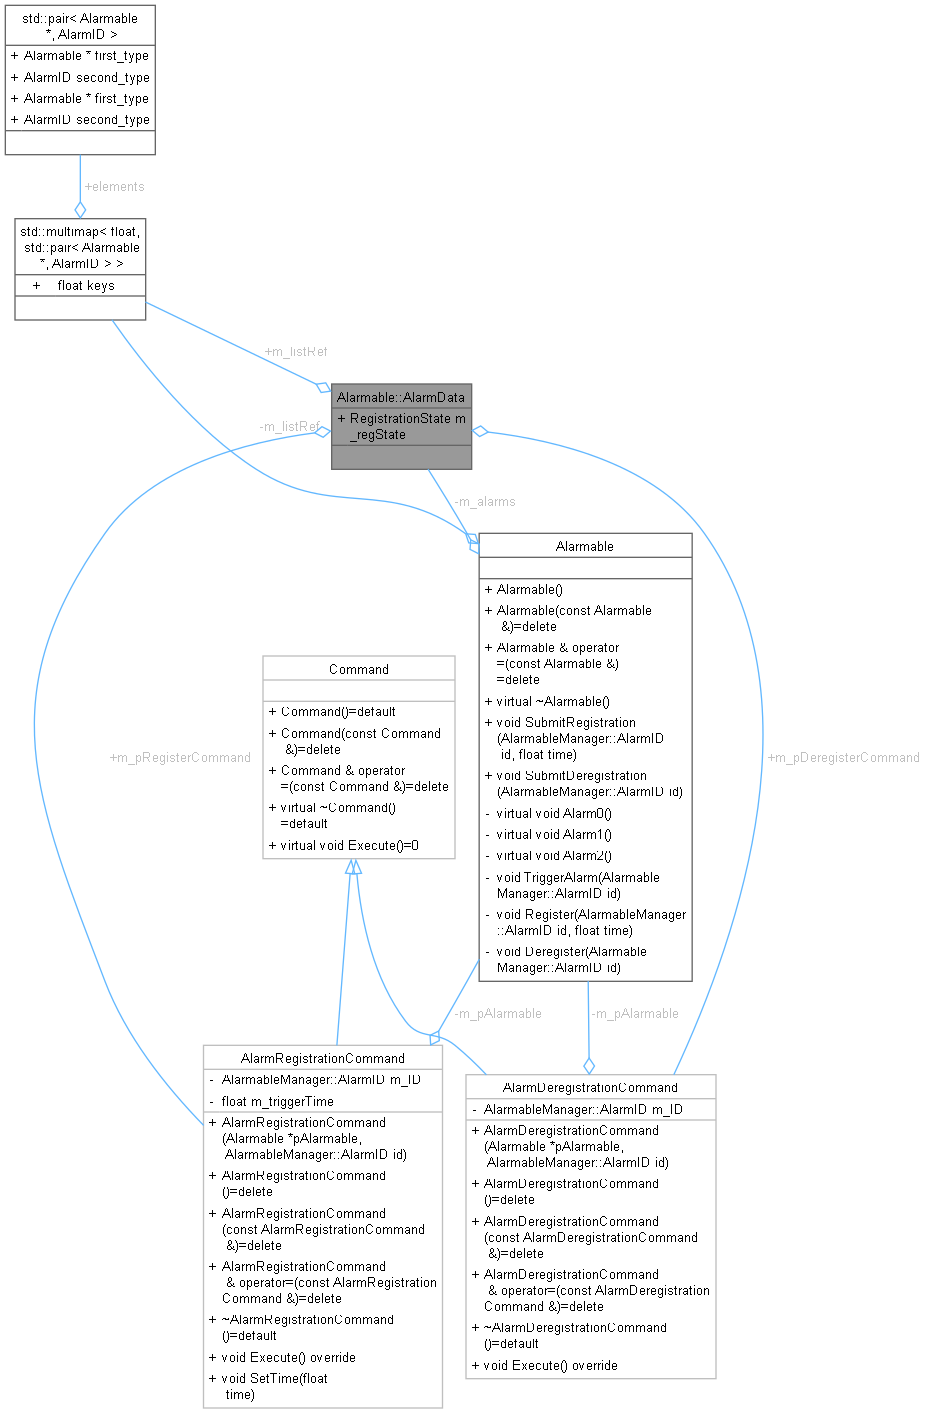 std::pair< Alarmable
*, AlarmID >
+ Alarmable * first_type
+ AlarmID second_type
+ Alarmable * first_type
+ AlarmID second_type
+elements
std::multimap< float,
std::pair< Alarmable
*, AlarmID > >
+ float keys
+m_listRef
Alarmable::AlarmData
+ RegistrationState m
_regState
-m_listRef
-m_alarms
Alarmable
+ Alarmable()
+ Alarmable(const Alarmable
&)=delete
+ Alarmable & operator
=(const Alarmable &)
=delete
+ virtual ~Alarmable()
+ void SubmitRegistration
(AlarmableManager::AlarmID
id, float time)
+ void SubmitDeregistration
(AlarmableManager::AlarmID id)
- virtual void Alarm0()
- virtual void Alarm1()
- virtual void Alarm2()
- void TriggerAlarm(Alarmable
Manager::AlarmID id)
- void Register(AlarmableManager
::AlarmID id, float time)
- void Deregister(Alarmable
Manager::AlarmID id)
Command
+ Command()=default
+ Command(const Command
&)=delete
+ Command & operator
=(const Command &)=delete
+ virtual ~Command()
=default
+ virtual void Execute()=0
+m_pRegisterCommand
+m_pDeregisterCommand
-m_pAlarmable
-m_pAlarmable
AlarmRegistrationCommand
- AlarmableManager::AlarmID m_ID
- float m_triggerTime
+ AlarmRegistrationCommand
(Alarmable *pAlarmable,
AlarmableManager::AlarmID id)
+ AlarmRegistrationCommand
()=delete
+ AlarmRegistrationCommand
(const AlarmRegistrationCommand
&)=delete
+ AlarmRegistrationCommand
& operator=(const AlarmRegistration
Command &)=delete
+ ~AlarmRegistrationCommand
()=default
+ void Execute() override
+ void SetTime(float
time)
AlarmDeregistrationCommand
- AlarmableManager::AlarmID m_ID
+ AlarmDeregistrationCommand
(Alarmable *pAlarmable,
AlarmableManager::AlarmID id)
+ AlarmDeregistrationCommand
()=delete
+ AlarmDeregistrationCommand
(const AlarmDeregistrationCommand
&)=delete
+ AlarmDeregistrationCommand
& operator=(const AlarmDeregistration
Command &)=delete
+ ~AlarmDeregistrationCommand
()=default
+ void Execute() override